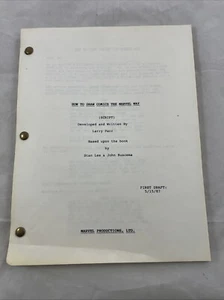 HOW TO DRAW COMICS THE MARVEL WAY
(SCRIPT)
Developed and Written By
Larry
Based upon the book
by
Stan Lee & John Buscema
FIRST DRAFT:
MARVEL PRODUCTIONS, LTD.